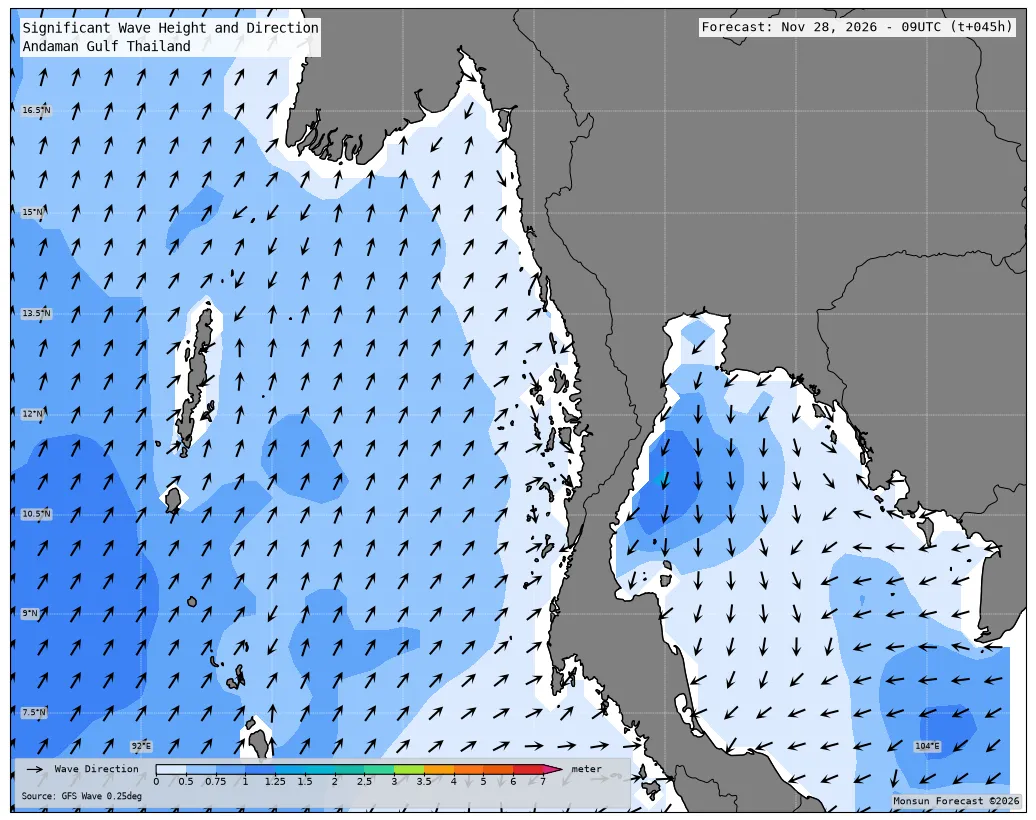 Significant Wave Height and Direction
Andaman Gulf Thailand
Forecast: Nov 28, 2026 - 09UTC (t+045h)
16.5°N
15°N
13.5°N
12°N
10.5°N
9°N
7.5°N
92°E
104°E
Wave Direction
0 0.5 0.75 1 1.25 1.5 2 2.5 3 3.5 4 4.5 5 6 7
meter
Source: GFS Wave 0.25deg
Monsun Forecast ©2026